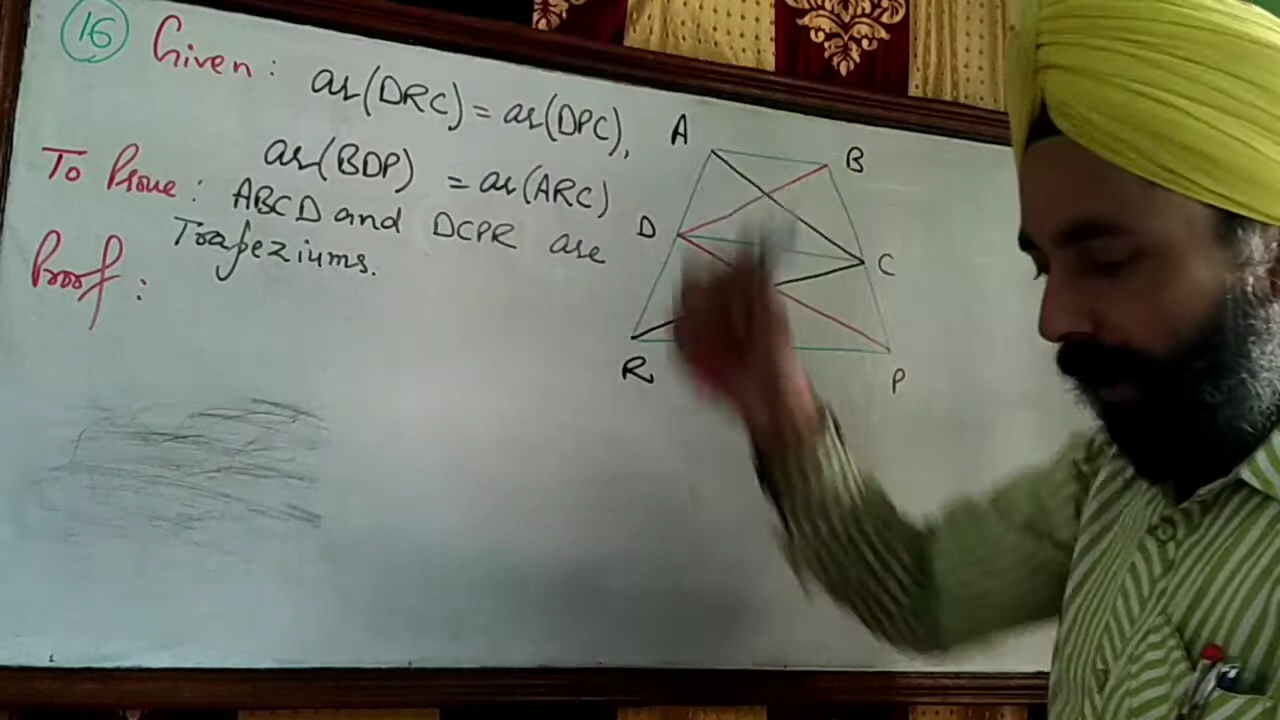 16 Given: ar(DRC) = ar(DPC),
ar(BDP) = ar(ARC)
To Prove: ABCD and DCPR are
Trapeziums.
Proof:
A
B
D
C
R
P